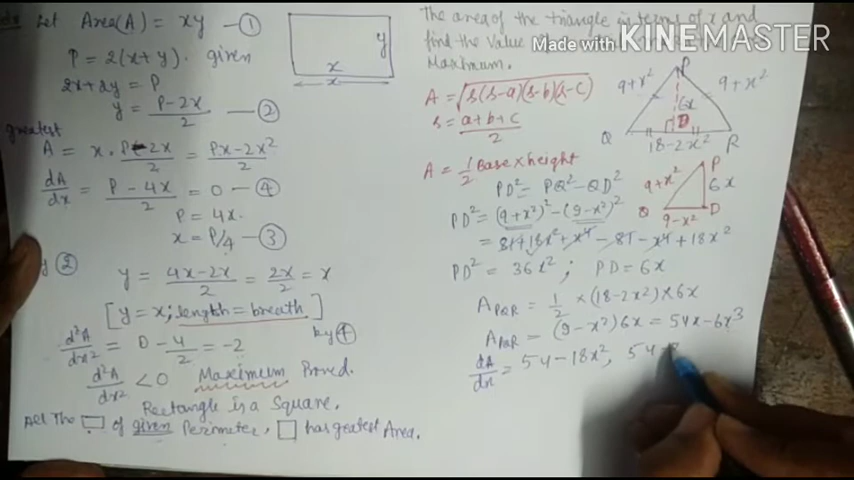 Let Area(A) = xy — ①
P = 2(x+y). given
2x+2y = P
y = P-2x / 2 — ②
greatest
A = x . P-2x / 2 = Px-2x² / 2
dA/dx = P-4x / 2 = 0 — ④
P = 4x.
x = P/4 — ③
y ②
y = 4x-2x / 2 = 2x/2 = x
[y=x; length = breath]
d²A/dx² = 0 - 4/2 = -2 by ④
d²A/dx² < 0 Maximum Proved.
Rectangle is a Square.
All The ▭ of given Perimeter, □ has greatest Area.
y
x
x
The area of the triangle in terms of x and
find the value
Maximum.
Made with KINEMASTER
A = √s(s-a)(s-b)(s-c)
s = a+b+c / 2
A = 1/2 Base × height
PD² = PQ² - QD²
PD² = (9+x²)² - (9-x²)²
= 81+18x²+x⁴ - 81 - x⁴ + 18x²
PD² = 36x² ; PD = 6x
A PQR = 1/2 × (18-2x²) × 6x
A PQR = (9-x²)6x = 54x-6x³
dA/dx = 54-18x², 54
P
9+x²
9+x²
6x
D
Q
18-2x²
R
P
9+x²
6x
Q
9-x²
D